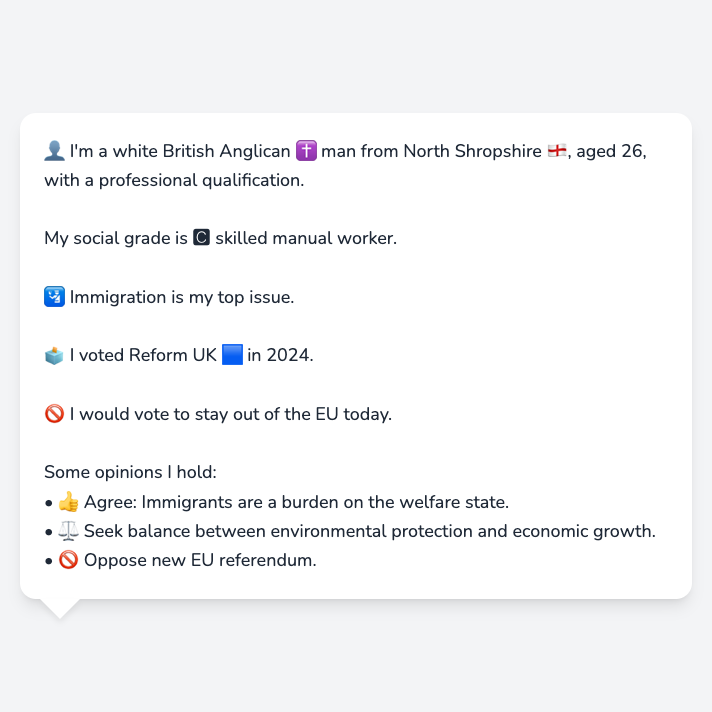 👤 I'm a white British Anglican ✝️ man from North Shropshire 🏴󠁧󠁢󠁥󠁮󠁧󠁿, aged 26,
with a professional qualification.
My social grade is 🅲 skilled manual worker.
🛂 Immigration is my top issue.
🗳️ I voted Reform UK 🟦 in 2024.
🚫 I would vote to stay out of the EU today.
Some opinions I hold:
• 👍 Agree: Immigrants are a burden on the welfare state.
• ⚖️ Seek balance between environmental protection and economic growth.
• 🚫 Oppose new EU referendum.